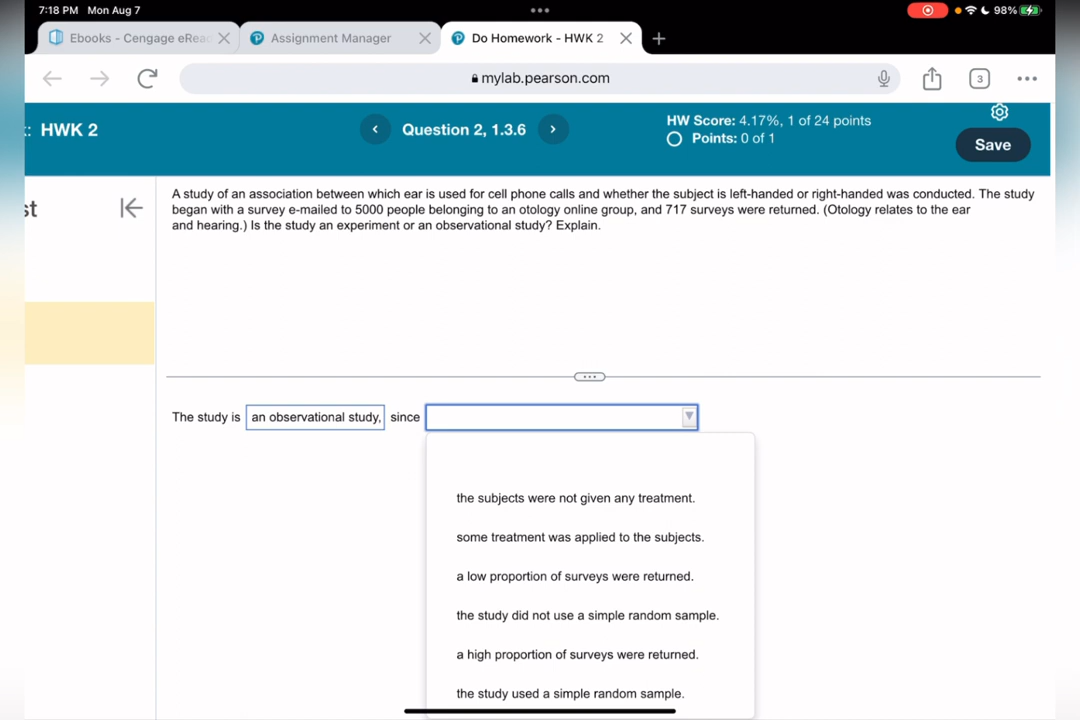 7:18 PM Mon Aug 7
98%
Ebooks - Cengage eRea
Assignment Manager
Do Homework - HWK 2
mylab.pearson.com
3
: HWK 2
Question 2, 1.3.6
HW Score: 4.17%, 1 of 24 points
Points: 0 of 1
Save
st
A study of an association between which ear is used for cell phone calls and whether the subject is left-handed or right-handed was conducted. The study
began with a survey e-mailed to 5000 people belonging to an otology online group, and 717 surveys were returned. (Otology relates to the ear
and hearing.) Is the study an experiment or an observational study? Explain.
The study is an observational study, since
the subjects were not given any treatment.
some treatment was applied to the subjects.
a low proportion of surveys were returned.
the study did not use a simple random sample.
a high proportion of surveys were returned.
the study used a simple random sample.